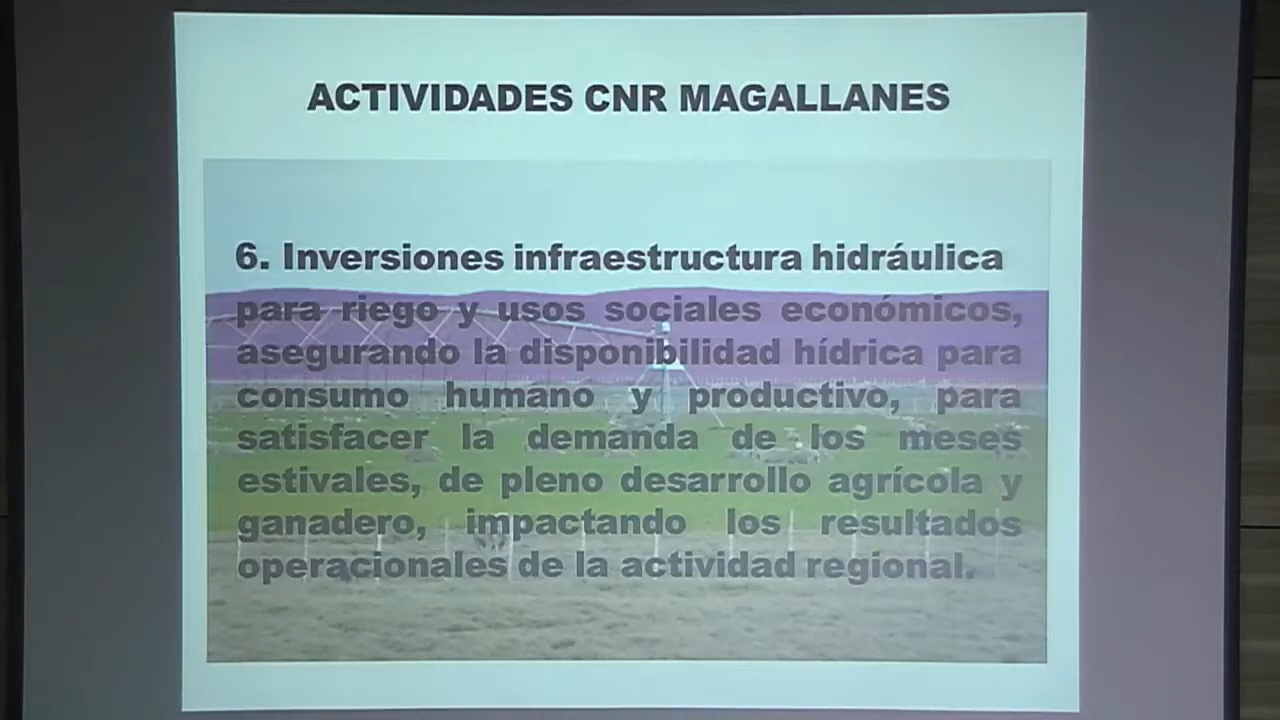 ACTIVIDADES CNR MAGALLANES
6. Inversiones infraestructura hidráulica
para riego y usos sociales económicos,
asegurando la disponibilidad hídrica para
consumo humano y productivo, para
satisfacer la demanda de los meses
estivales, de pleno desarrollo agrícola y
ganadero, impactando los resultados
operacionales de la actividad regional.